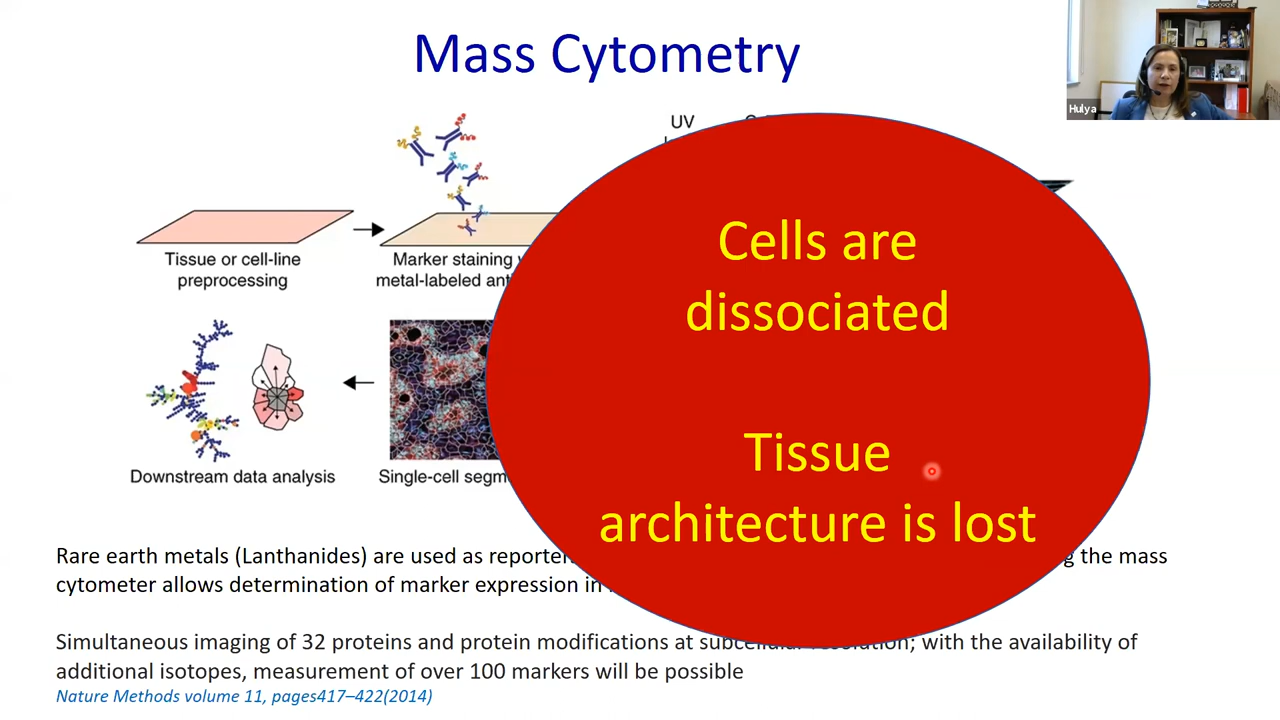 Mass Cytometry
Hulya
UV
Cells are
dissociated
Tissue
architecture is lost
Tissue or cell-line
preprocessing
Marker staining
metal-labeled
Downstream data analysis
Single-cell
Rare earth metals (Lanthanides) are used as the mass
cytometer allows determination of marker expression in
Simultaneous imaging of 32 proteins and protein modifications at subcellular resolution; with the availability of
additional isotopes, measurement of over 100 markers will be possible
Nature Methods volume 11, pages417–422(2014)